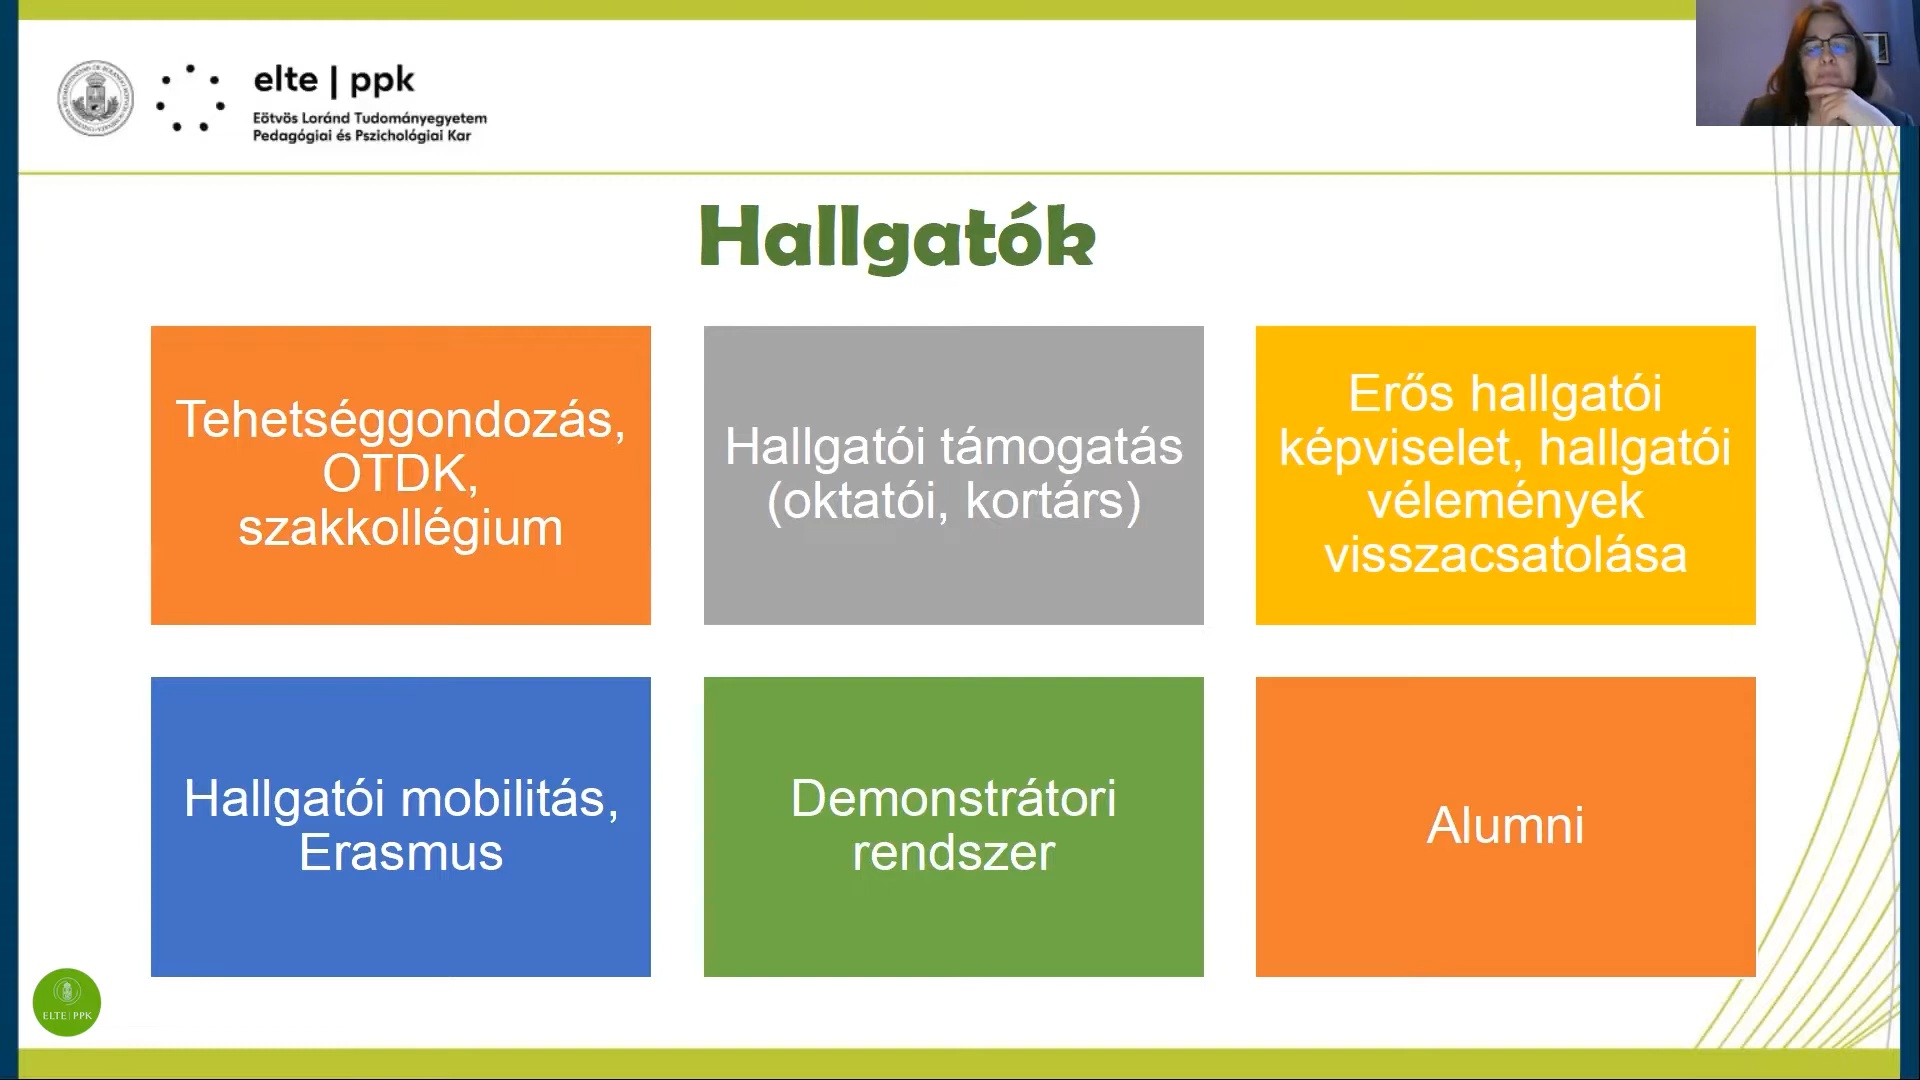 elte | ppk
Eötvös Loránd Tudományegyetem
Pedagógiai és Pszichológiai Kar
Hallgatók
Tehetséggondozás,
OTDK,
szakkollégium
Hallgatói támogatás
(oktatói, kortárs)
Erős hallgatói
képviselet, hallgatói
vélemények
visszacsatolása
Hallgatói mobilitás,
Erasmus
Demonstrátori
rendszer
Alumni
ELTE | PPK